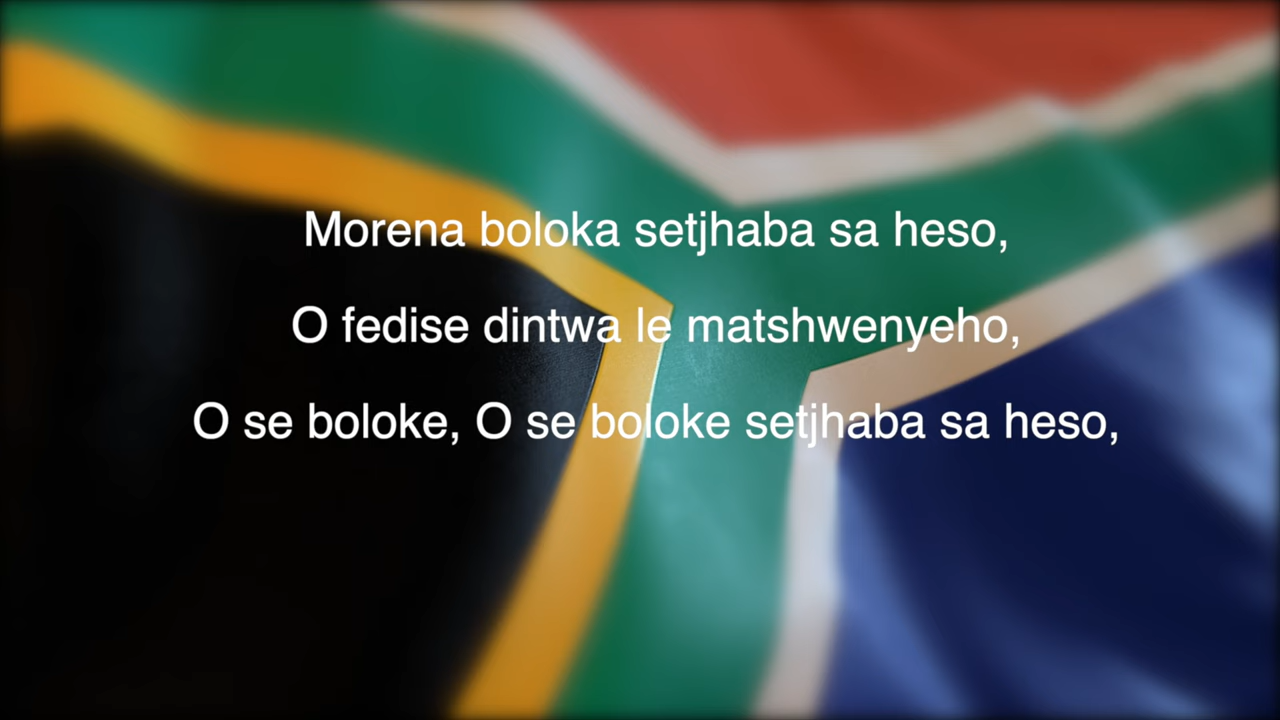 Morena boloka setjhaba sa heso,
O fedise dintwa le matshwenyeho,
O se boloke, O se boloke setjhaba sa heso,